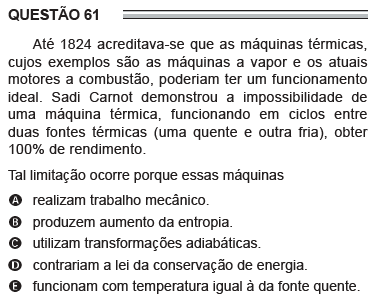 QUESTÃO 61
Até 1824 acreditava-se que as máquinas térmicas,
cujos exemplos são as máquinas a vapor e os atuais
motores a combustão, poderiam ter um funcionamento
ideal. Sadi Carnot demonstrou a impossibilidade de
uma máquina térmica, funcionando em ciclos entre
duas fontes térmicas (uma quente e outra fria), obter
100% de rendimento.
Tal limitação ocorre porque essas máquinas
A realizam trabalho mecânico.
B produzem aumento da entropia.
C utilizam transformações adiabáticas.
D contrariam a lei da conservação de energia.
E funcionam com temperatura igual à da fonte quente.